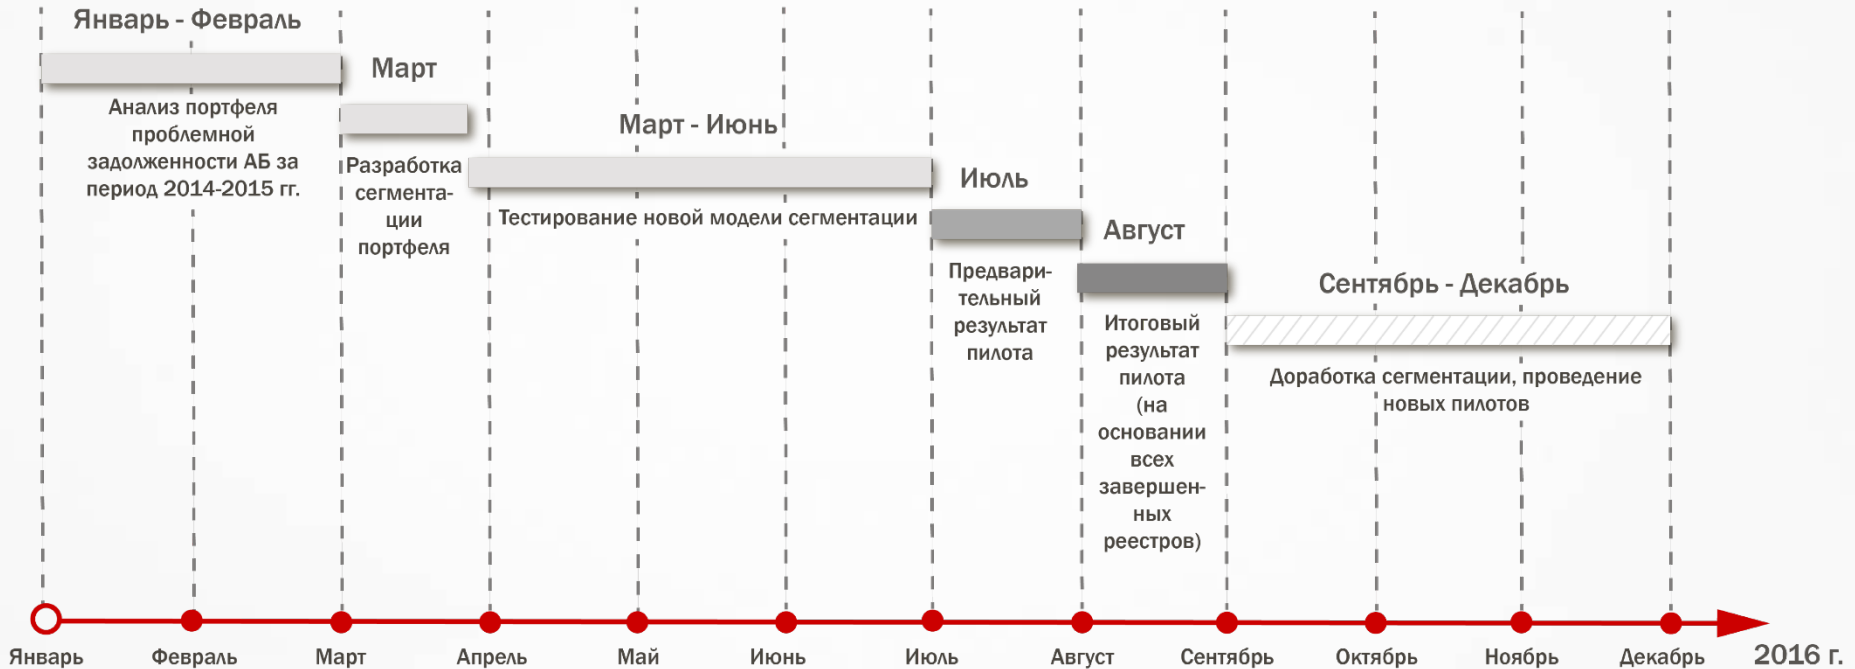 Январь - Февраль
Анализ портфеля
проблемной
задолженности АБ за
период 2014-2015 гг.
Март
Разработка
сегмента-
ции
портфеля
Март - Июнь
Тестирование новой модели сегментации
Июль
Предвари-
тельный
результат
пилота
Август
Итоговый
результат
пилота
(на
основании
всех
завершен-
ных
реестров)
Сентябрь - Декабрь
Доработка сегментации, проведение
новых пилотов
Январь Февраль Март Апрель Май Июнь Июль Август Сентябрь Октябрь Ноябрь Декабрь 2016 г.